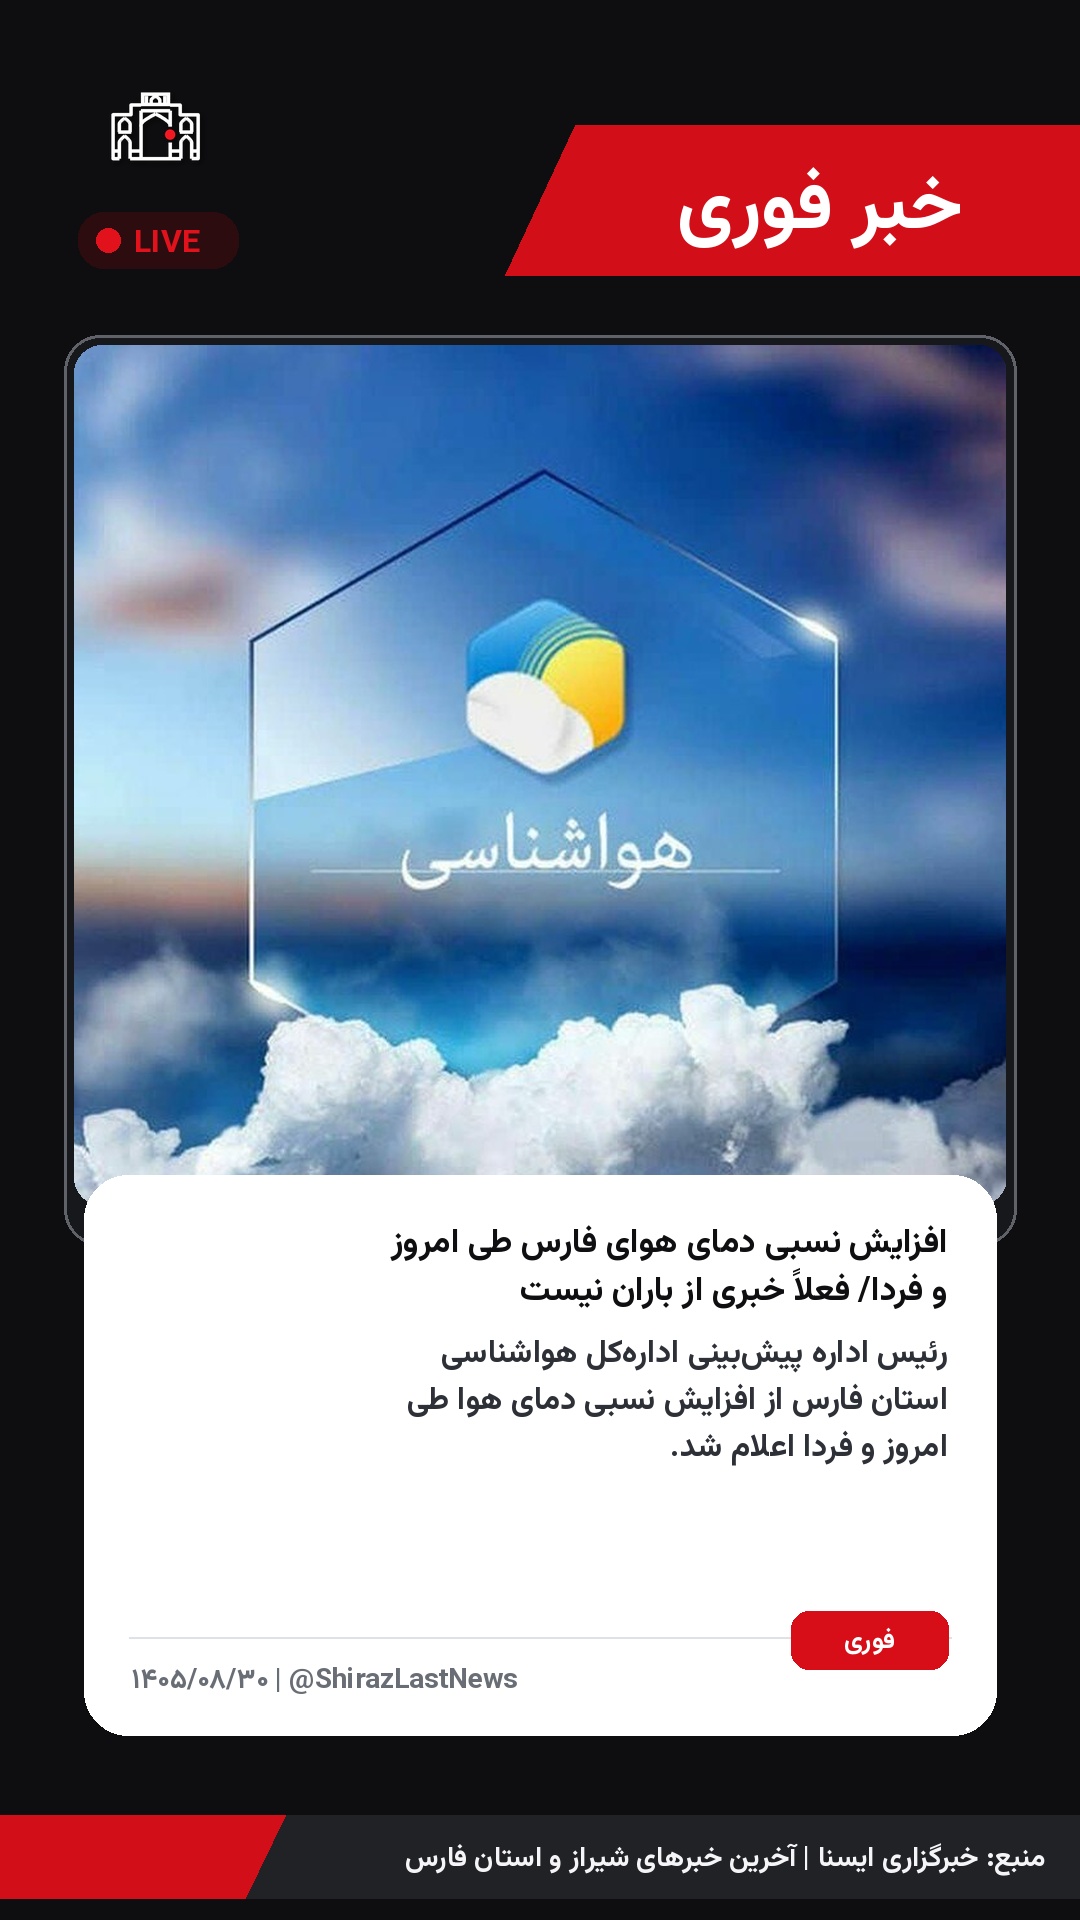 خبر فوری
LIVE
هواشناسی
افزایش نسبی دمای هوای فارس طی امروز
و فردا/ فعلاً خبری از باران نیست
رئیس اداره پیش‌بینی اداره‌کل هواشناسی
استان فارس از افزایش نسبی دمای هوا طی
امروز و فردا اعلام شد.
فوری
۱۴۰۵/۰۸/۳۰ | @ShirazLastNews
منبع: خبرگزاری ایسنا | آخرین خبرهای شیراز و استان فارس